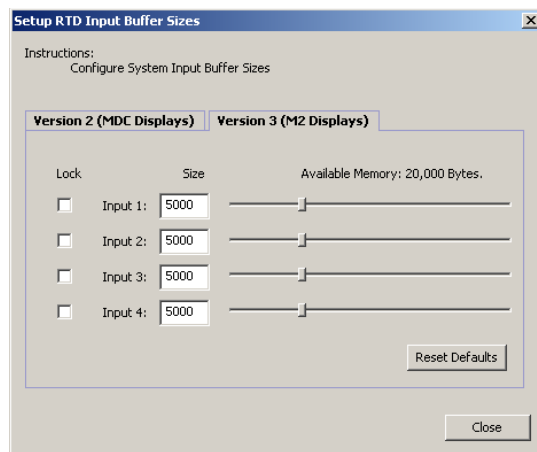 Setup RTD Input Buffer Sizes
Instructions:
Configure System Input Buffer Sizes
Version 2 (MDC Displays) Version 3 (M2 Displays)
Lock Size Available Memory: 20,000 Bytes.
Input 1: 5000
Input 2: 5000
Input 3: 5000
Input 4: 5000
Reset Defaults
Close